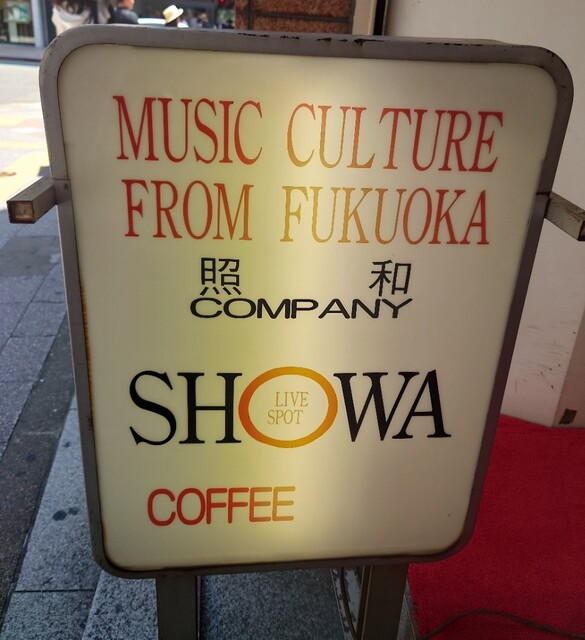 MUSIC CULTURE
FROM FUKUOKA
照和
COMPANY
SHOWA
LIVE
SPOT
COFFEE